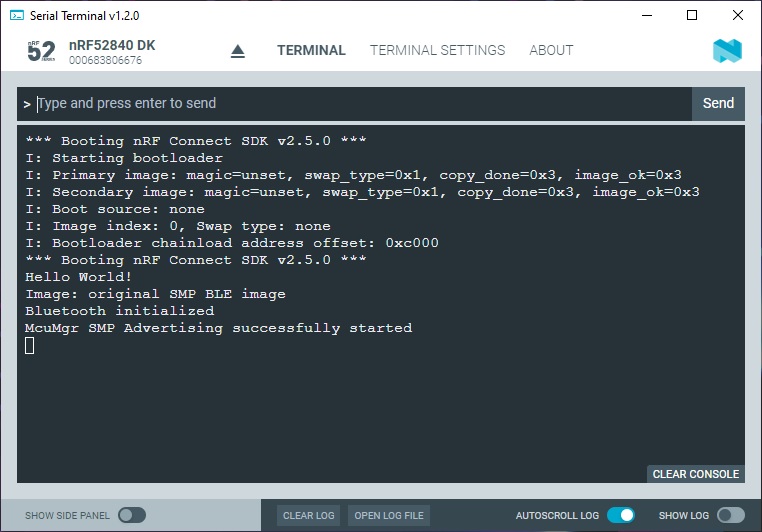 Serial Terminal v1.2.0
nRF
52
SERIES
nRF52840 DK
000683806676
TERMINAL
TERMINAL SETTINGS
ABOUT
> Type and press enter to send
Send
*** Booting nRF Connect SDK v2.5.0 ***
I: Starting bootloader
I: Primary image: magic=unset, swap_type=0x1, copy_done=0x3, image_ok=0x3
I: Secondary image: magic=unset, swap_type=0x1, copy_done=0x3, image_ok=0x3
I: Boot source: none
I: Image index: 0, Swap type: none
I: Bootloader chainload address offset: 0xc000
*** Booting nRF Connect SDK v2.5.0 ***
Hello World!
Image: original SMP BLE image
Bluetooth initialized
McuMgr SMP Advertising successfully started
CLEAR CONSOLE
SHOW SIDE PANEL
CLEAR LOG
OPEN LOG FILE
AUTOSCROLL LOG
SHOW LOG